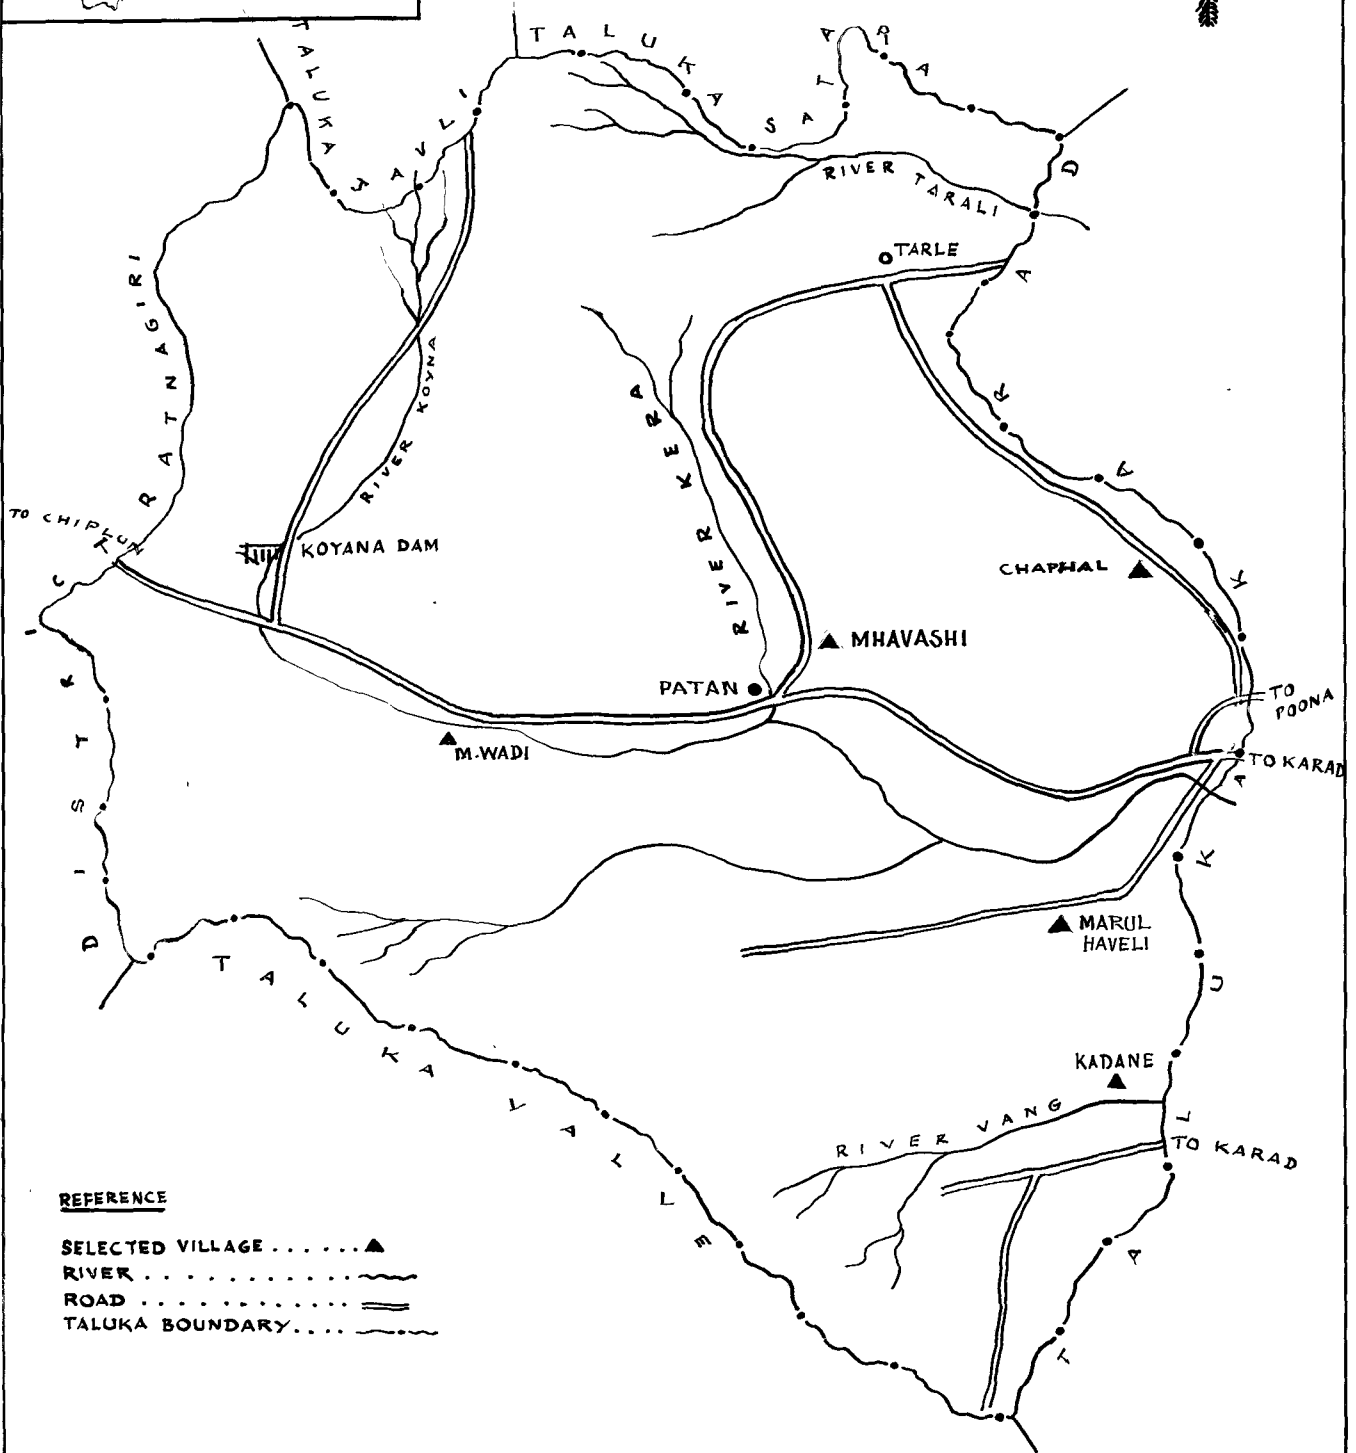 TALUKA JAVLI
TALUKA SATARA
RIVER TARALI
TARLE
DISTRICT RATNAGIRI
RIVER KOYNA
RIVER KERA
TO CHIPLUN
KOYANA DAM
CHAPHAL
MHAVASHI
PATAN
TO
POONA
M.WADI
TO KARAD
MARUL
HAVELI
TALUKA KARAD
KADANE
RIVER VANG
TO KARAD
TALUKA VALLE
REFERENCE
SELECTED VILLAGE ......
RIVER ............
ROAD ............
TALUKA BOUNDARY....